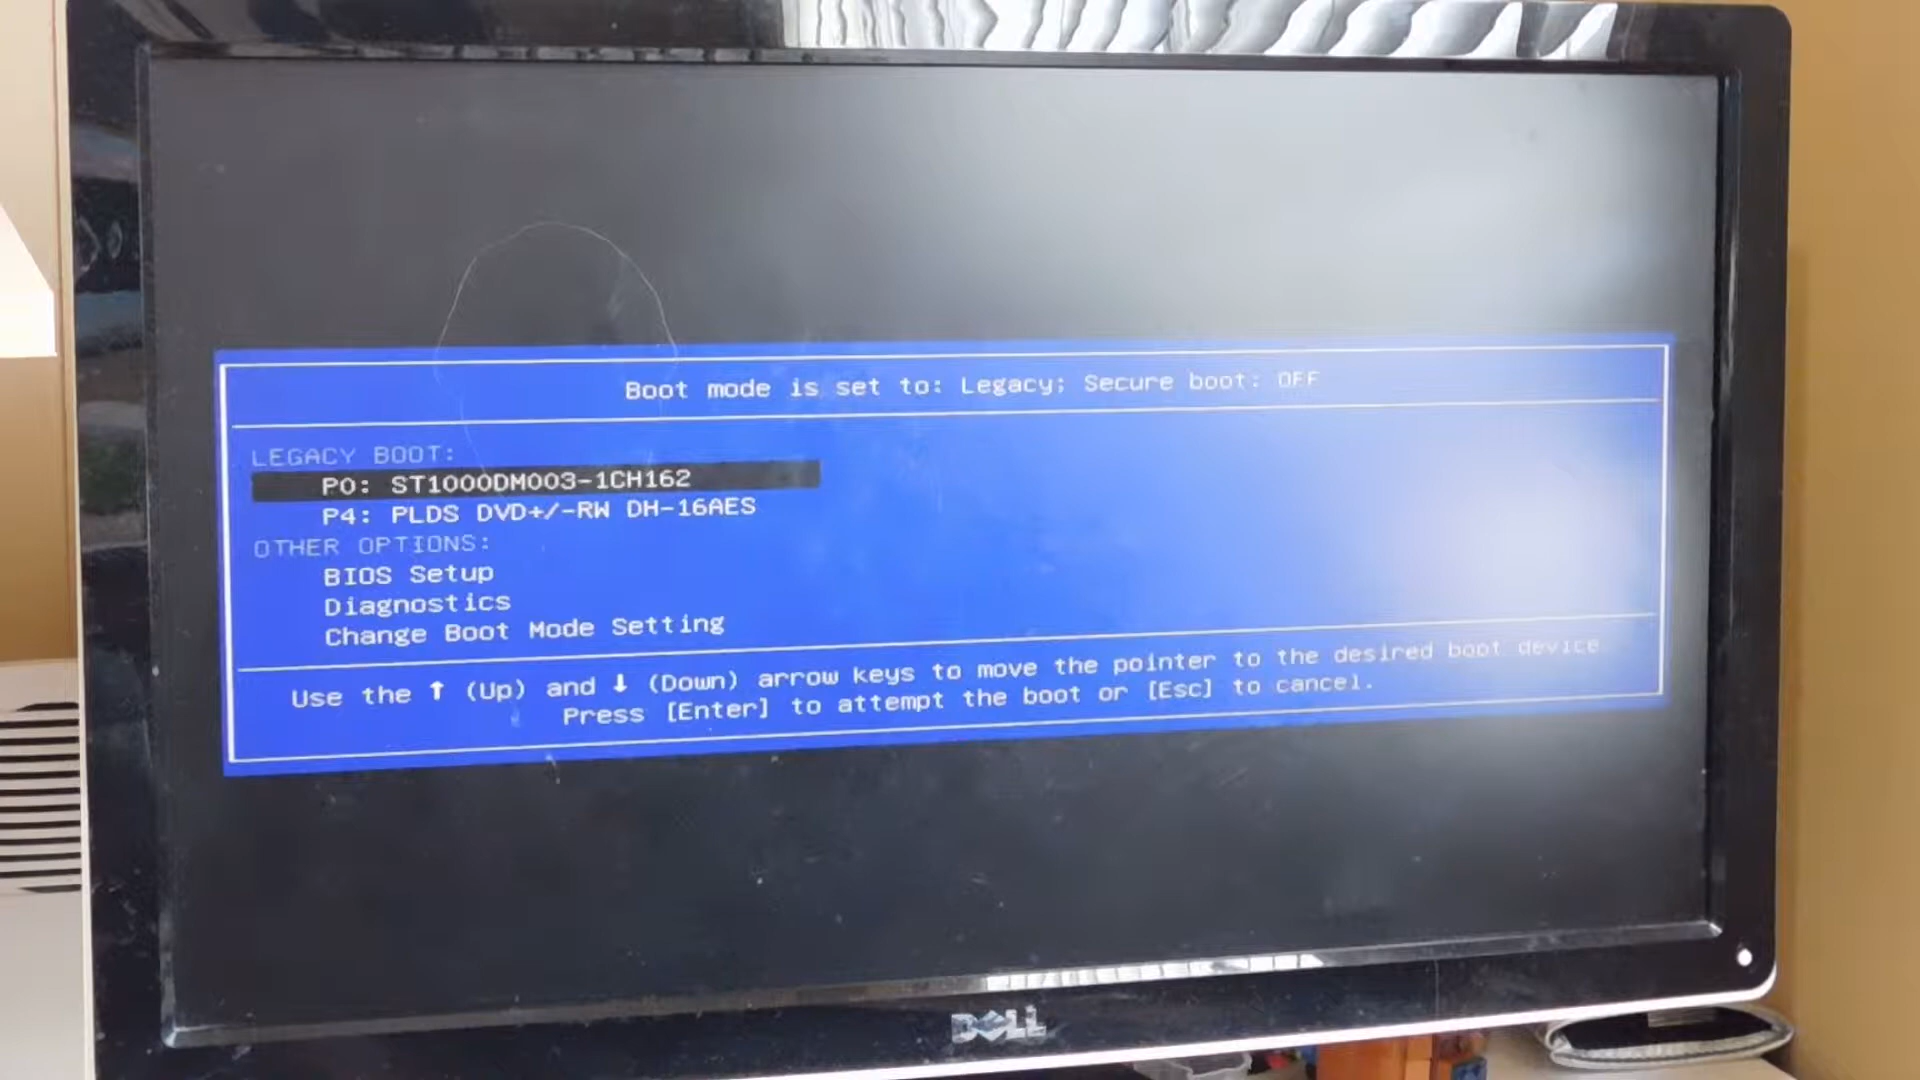 Boot mode is set to: Legacy; Secure boot: OFF
LEGACY BOOT:
P0: ST1000DM003-1CH162
P4: PLDS DVD+/-RW DH-16AES
OTHER OPTIONS:
BIOS Setup
Diagnostics
Change Boot Mode Setting
Use the ↑ (Up) and ↓ (Down) arrow keys to move the pointer to the desired boot device
Press [Enter] to attempt the boot or [Esc] to cancel.
DELL